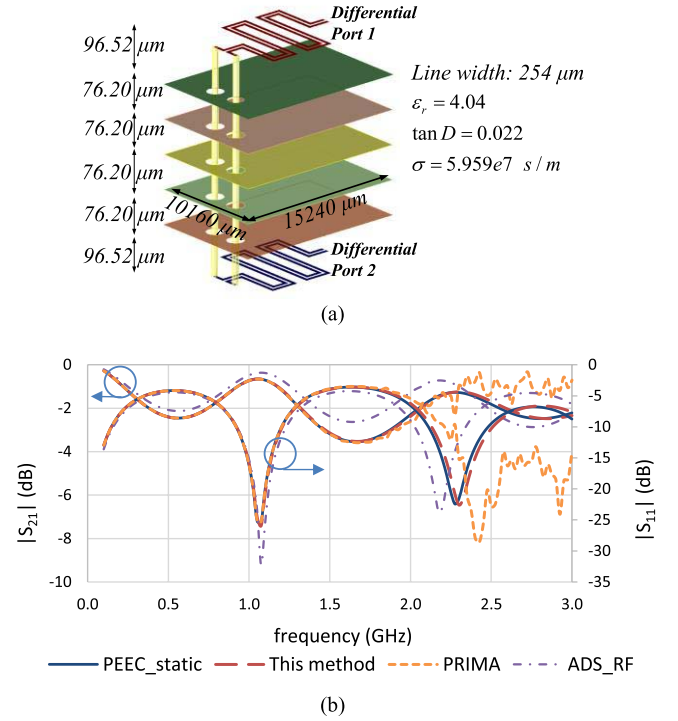 (a)
Differential
Port 1
96.52 μm
76.20 μm
76.20 μm
76.20 μm
76.20 μm
96.52 μm
Line width: 254 μm
εr = 4.04
tan D = 0.022
σ = 5.959e7 s / m
10160 μm
15240 μm
Differential
Port 2
(a)
0
-2
-4
-6
-8
-10
|S21| (dB)
0
-5
-10
-15
-20
-25
-30
-35
|S11| (dB)
0.0 0.5 1.0 1.5 2.0 2.5 3.0
frequency (GHz)
PEEC_static This method PRIMA ADS_RF
(b)